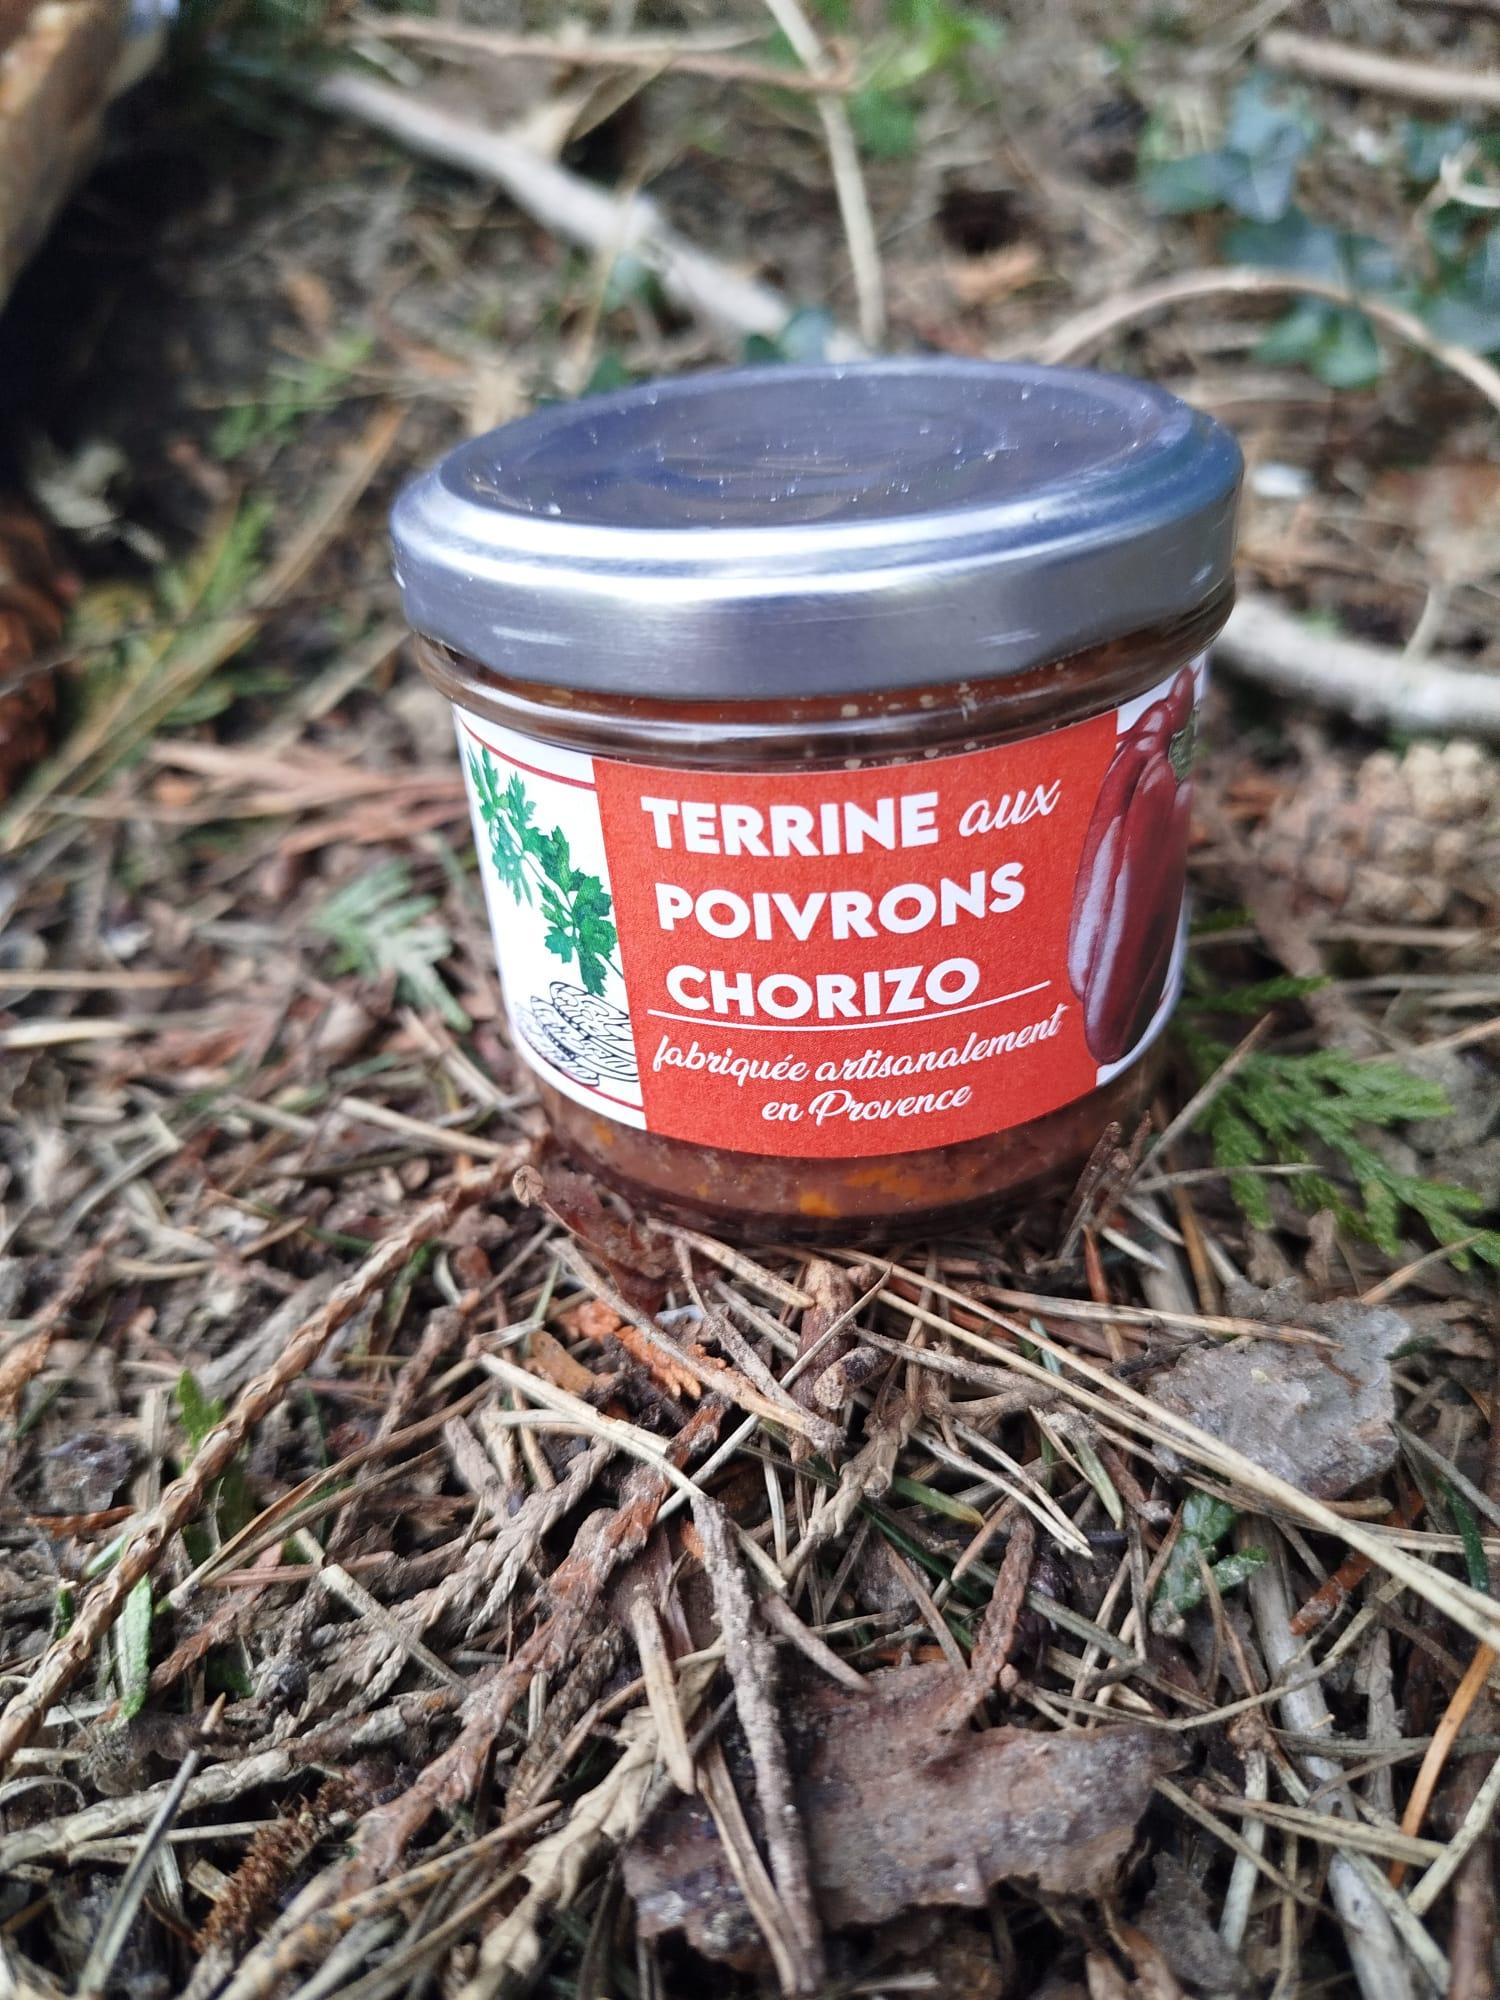 TERRINE aux
POIVRONS
CHORIZO
fabriquée artisanalement
en Provence